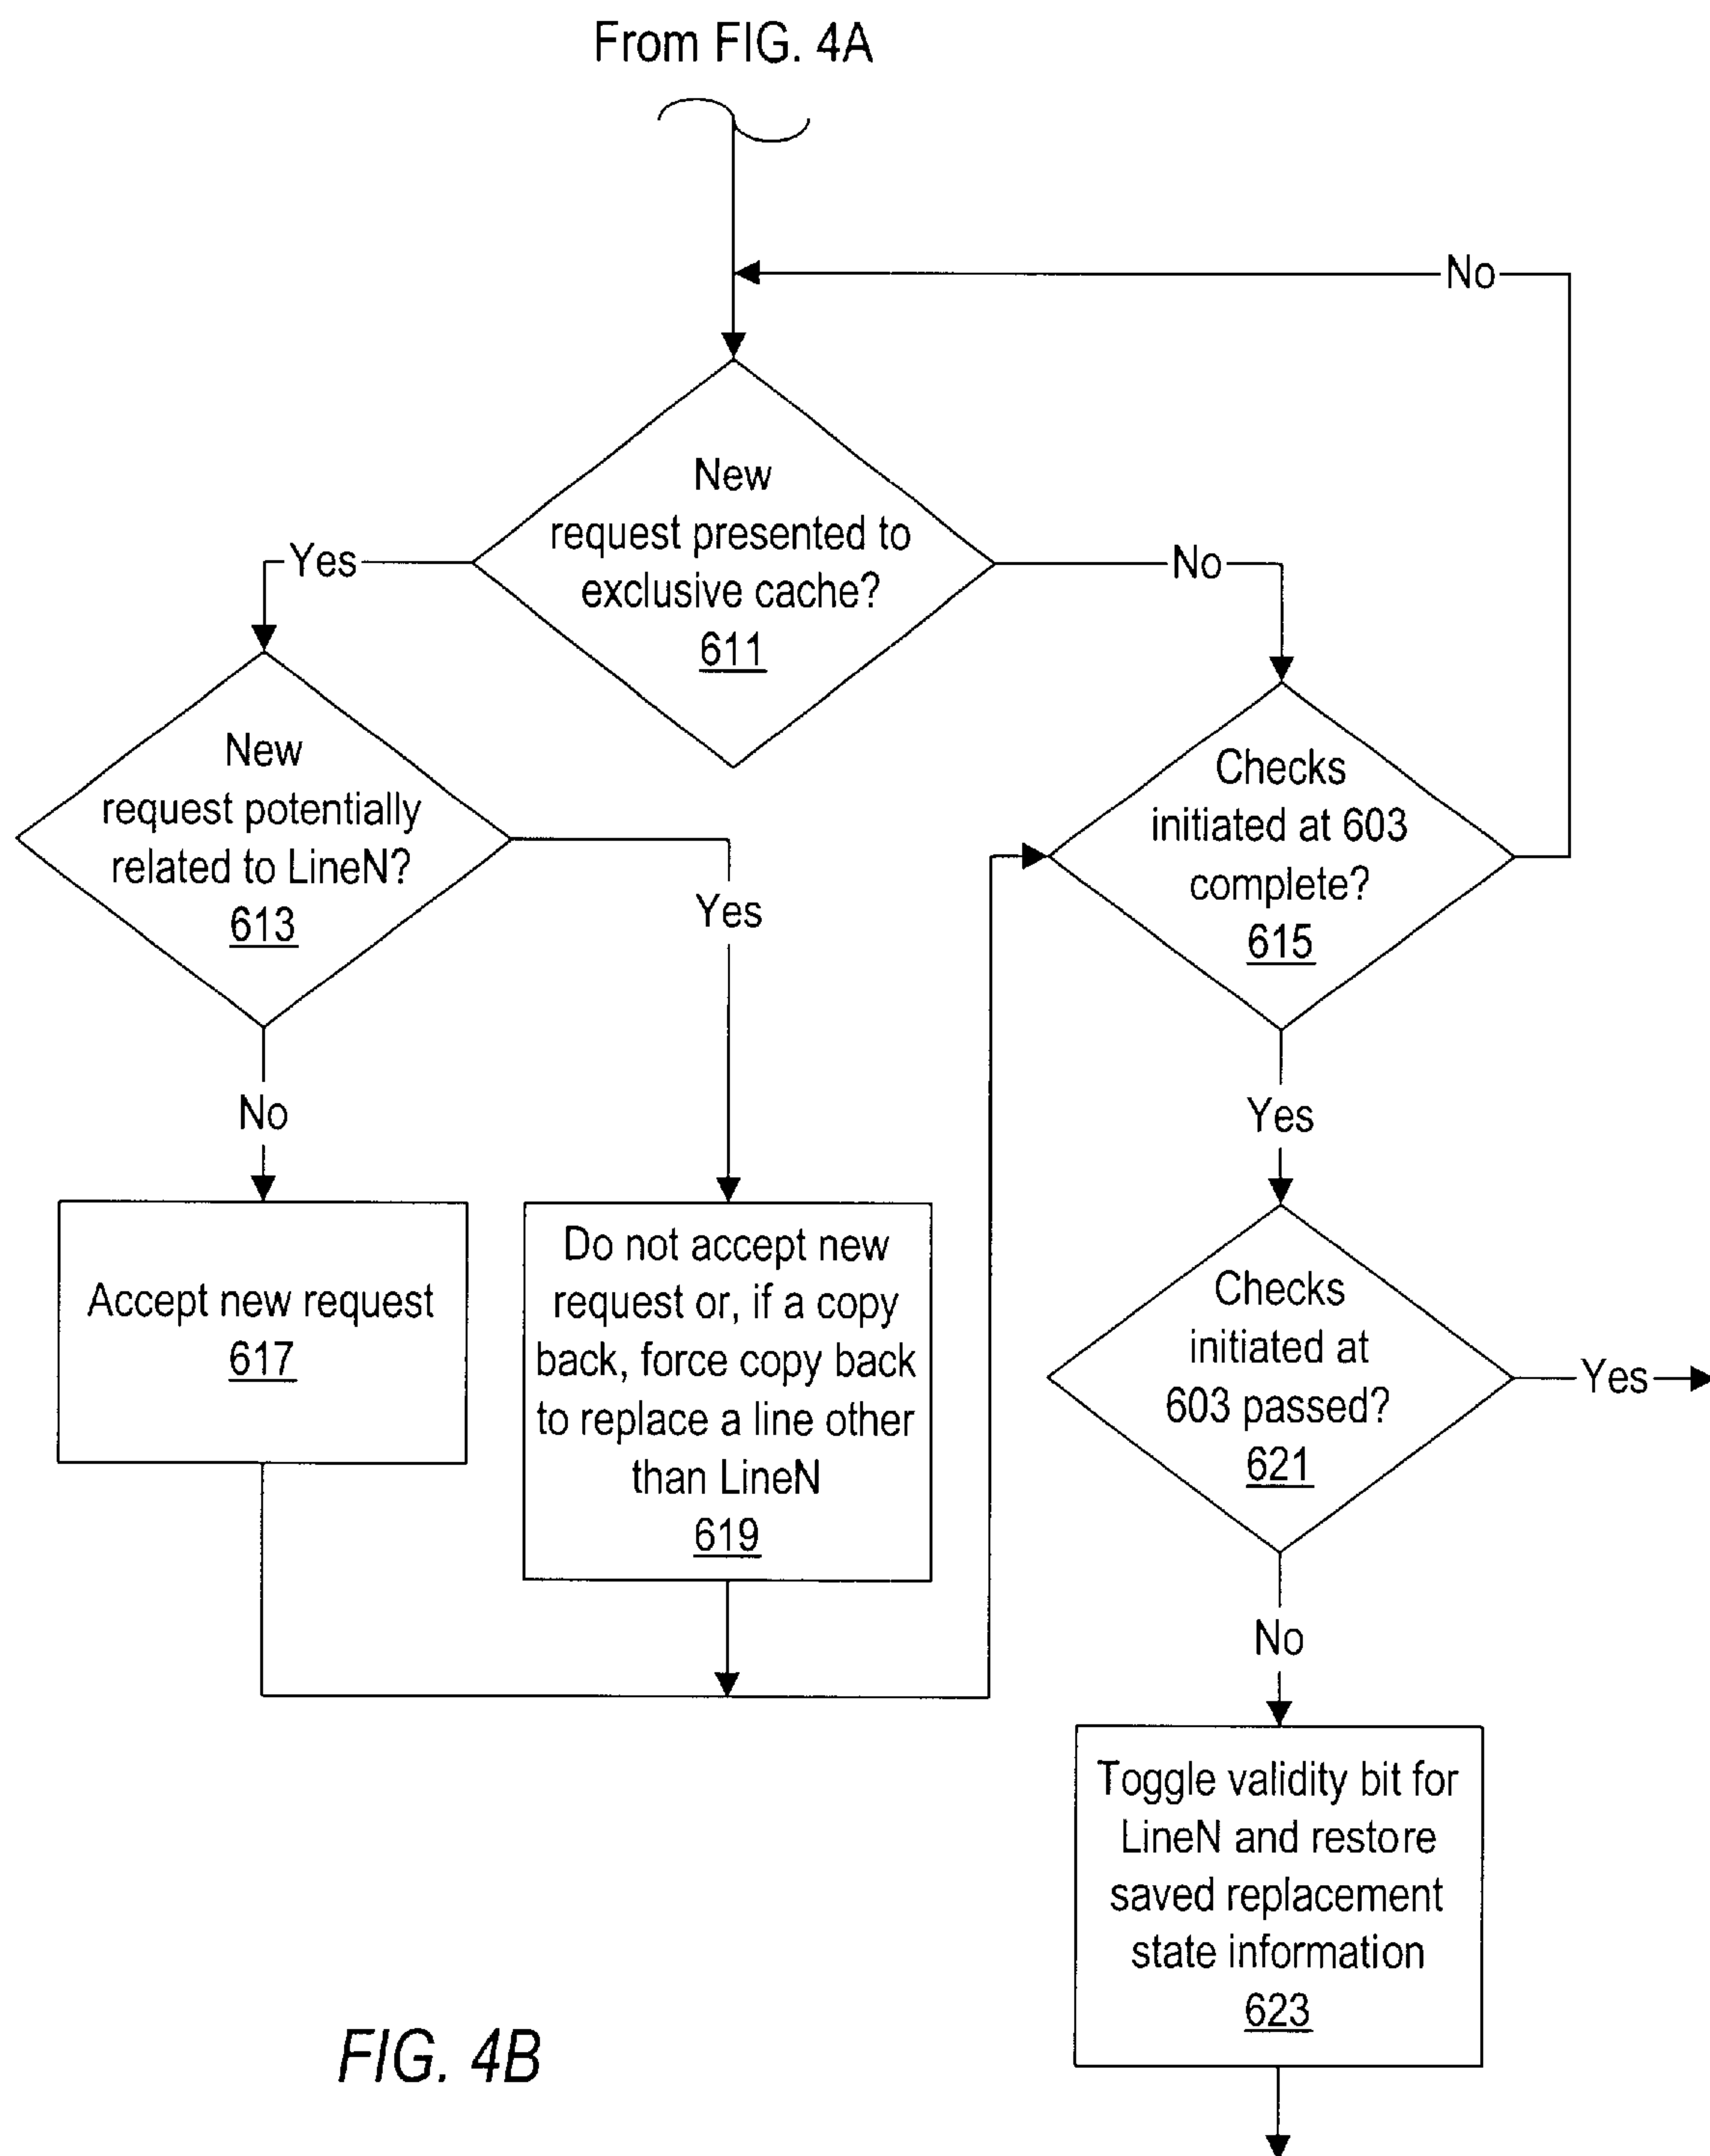 From FIG. 4A
No
New
request presented to
exclusive cache?
611
Yes
No
New
request potentially
related to LineN?
613
Yes
No
Checks
initiated at 603
complete?
615
Yes
Accept new request
617
Do not accept new
request or, if a copy
back, force copy back
to replace a line other
than LineN
619
Checks
initiated at
603 passed?
621
Yes
No
Toggle validity bit for
LineN and restore
saved replacement
state information
623
FIG. 4B